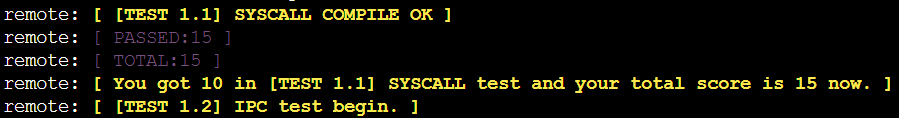 remote: [ [TEST 1.1] SYSCALL COMPILE OK ]
remote: [ PASSED:15 ]
remote: [ TOTAL:15 ]
remote: [ You got 10 in [TEST 1.1] SYSCALL test and your total score is 15 now. ]
remote: [ [TEST 1.2] IPC test begin. ]